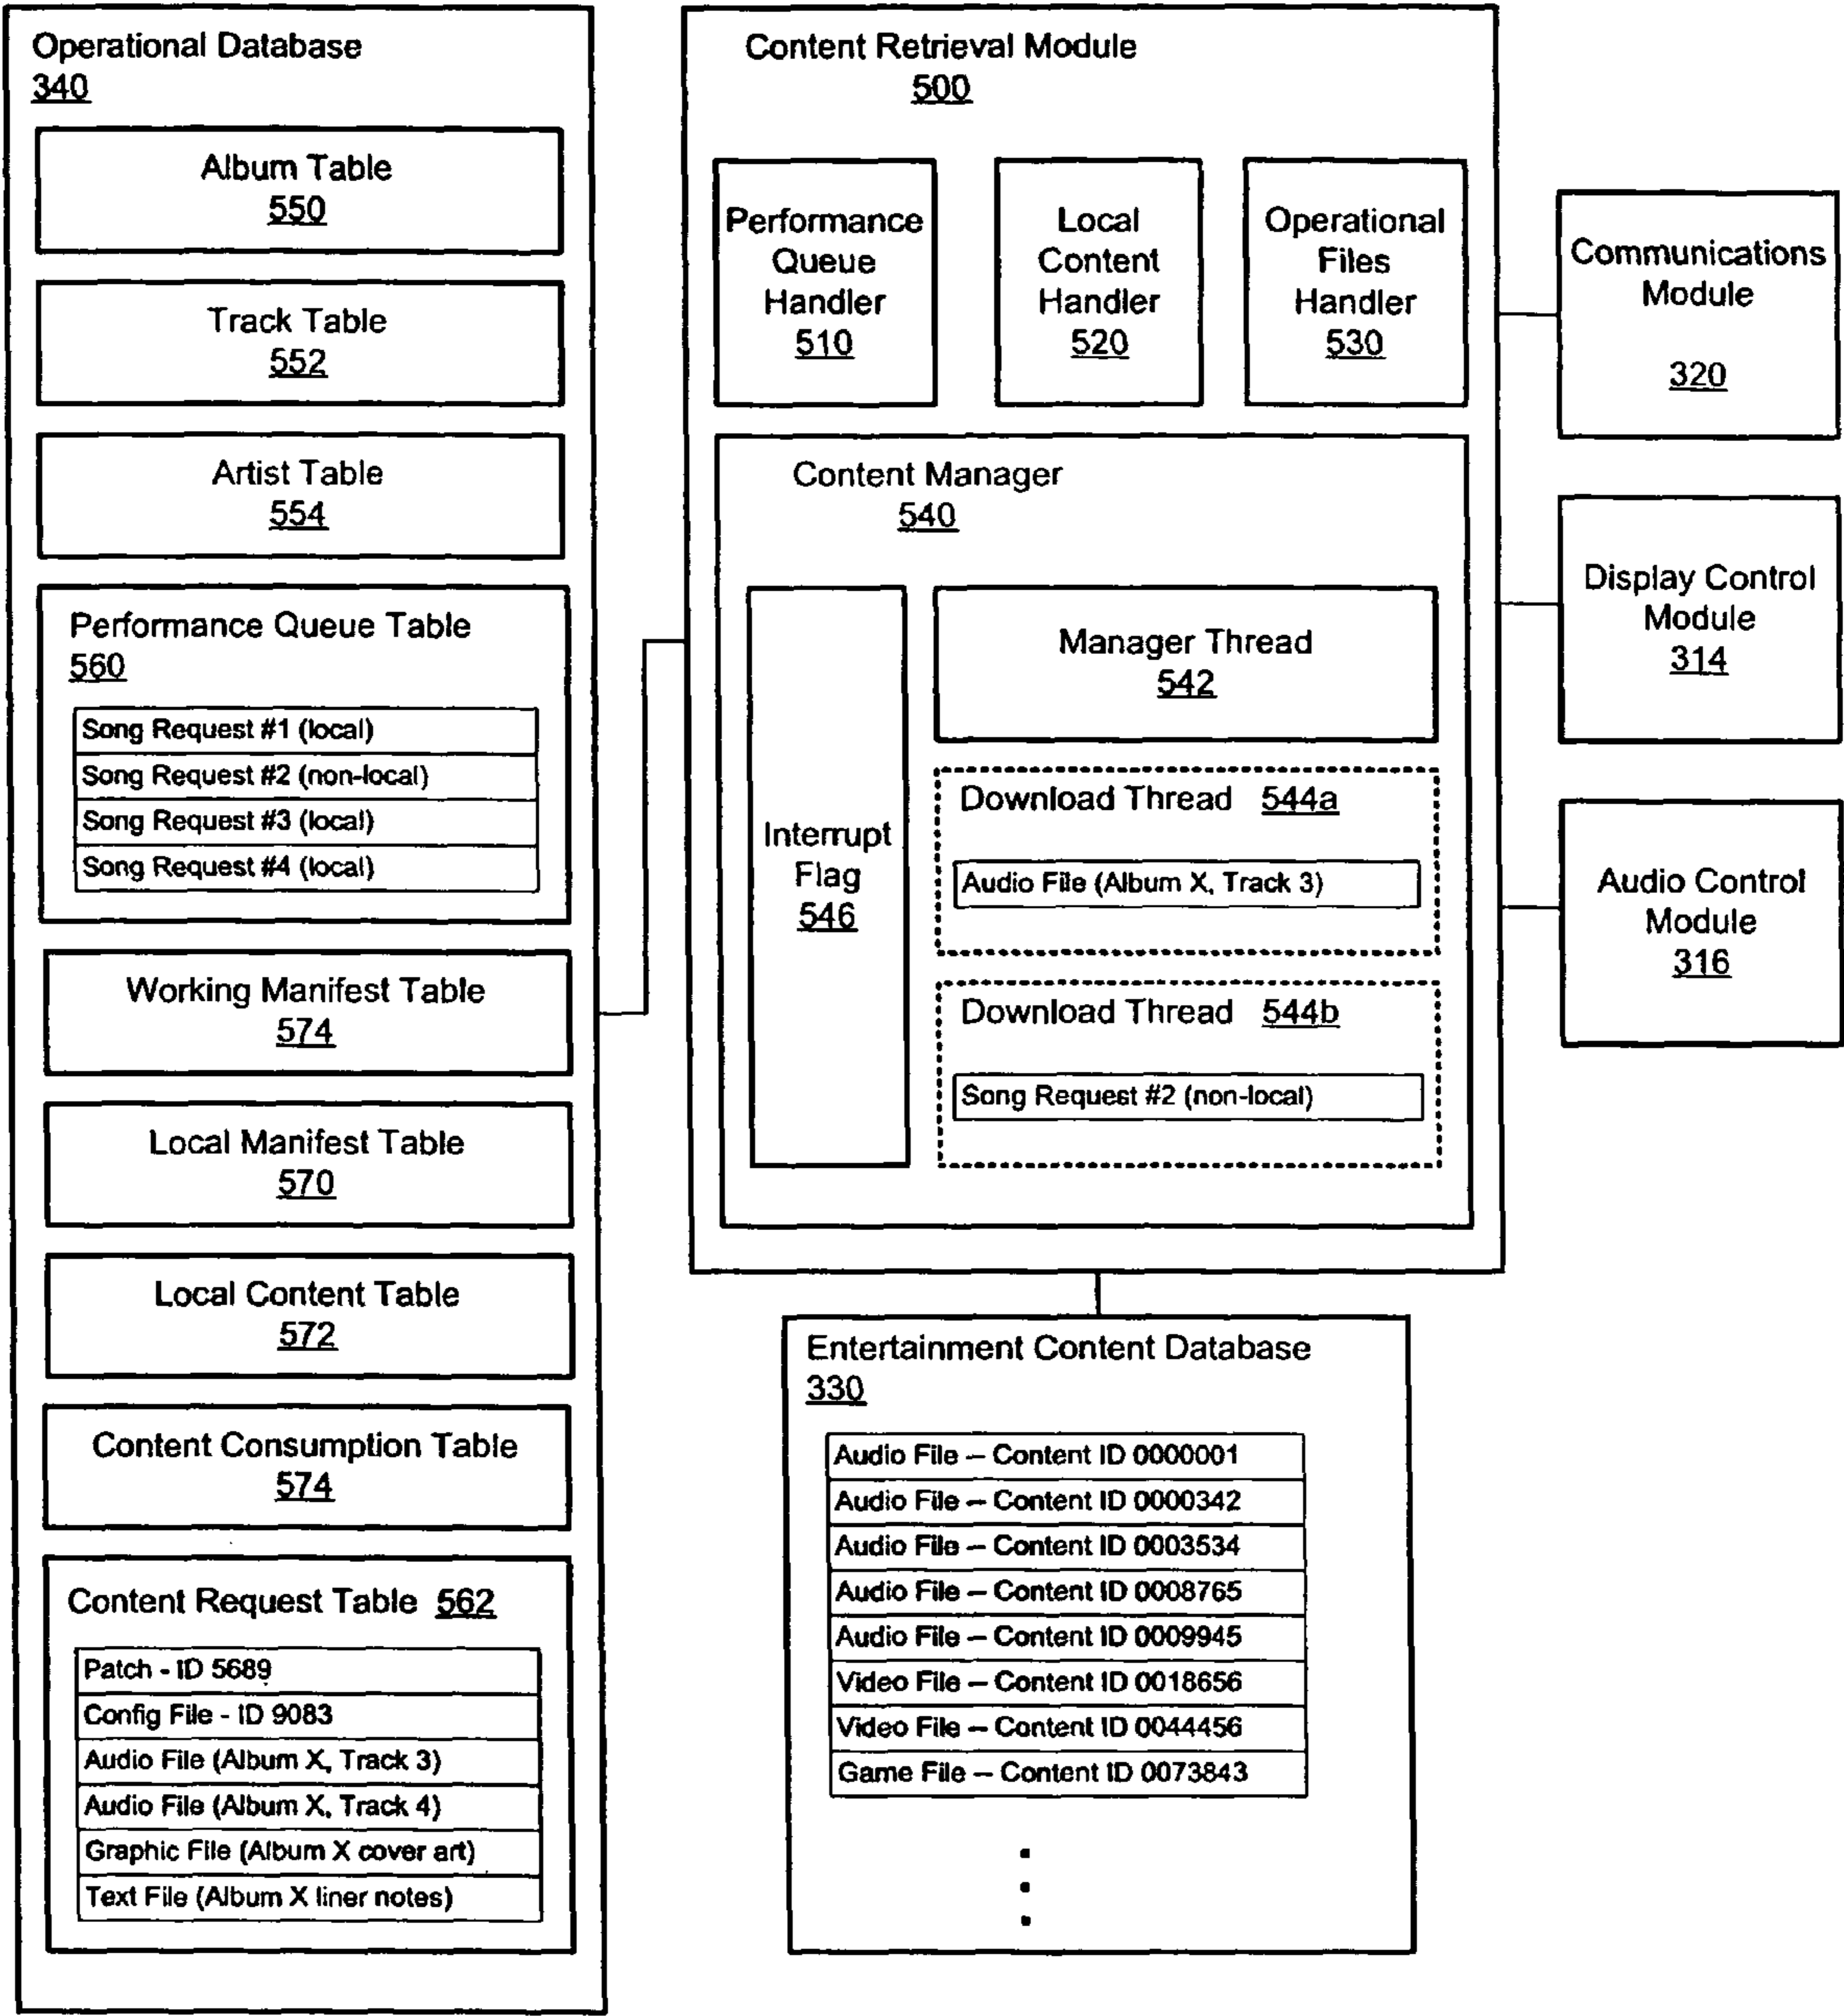 Operational Database
340
Album Table
550
Track Table
552
Artist Table
554
Performance Queue Table
560
Song Request #1 (local)
Song Request #2 (non-local)
Song Request #3 (local)
Song Request #4 (local)
Working Manifest Table
574
Local Manifest Table
570
Local Content Table
572
Content Consumption Table
574
Content Request Table 562
Patch - ID 5689
Config File - ID 9083
Audio File (Album X, Track 3)
Audio File (Album X, Track 4)
Graphic File (Album X cover art)
Text File (Album X liner notes)
Content Retrieval Module
500
Performance
Queue
Handler
510
Local
Content
Handler
520
Operational
Files
Handler
530
Content Manager
540
Interrupt
Flag
546
Manager Thread
542
Download Thread 544a
Audio File (Album X, Track 3)
Download Thread 544b
Song Request #2 (non-local)
Entertainment Content Database
330
Audio File – Content ID 0000001
Audio File – Content ID 0000342
Audio File – Content ID 0003534
Audio File – Content ID 0008765
Audio File – Content ID 0009945
Video File – Content ID 0018656
Video File – Content ID 0044456
Game File – Content ID 0073843
Communications
Module
320
Display Control
Module
314
Audio Control
Module
316